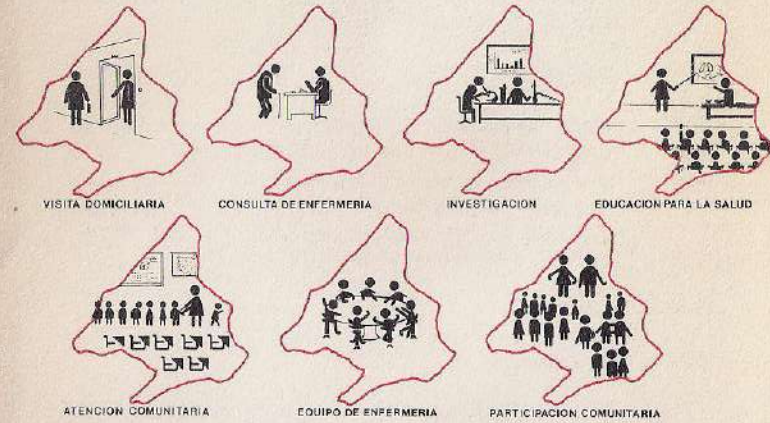 VISITA DOMICILIARIA
CONSULTA DE ENFERMERIA
INVESTIGACION
EDUCACION PARA LA SALUD
ATENCION COMUNITARIA
EQUIPO DE ENFERMERIA
PARTICIPACION COMUNITARIA